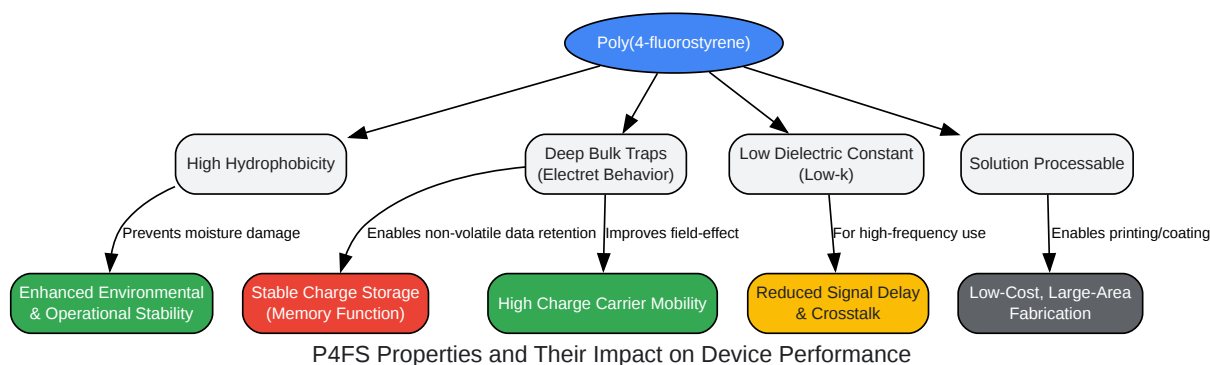 Poly(4-fluorostyrene)
High Hydrophobicity
Deep Bulk Traps
(Electret Behavior)
Low Dielectric Constant
(Low-k)
Solution Processable
Prevents moisture damage
Enables non-volatile data retention
Improves field-effect
For high-frequency use
Enables printing/coating
Enhanced Environmental
& Operational Stability
Stable Charge Storage
(Memory Function)
High Charge Carrier Mobility
Reduced Signal Delay
& Crosstalk
Low-Cost, Large-Area
Fabrication
P4FS Properties and Their Impact on Device Performance